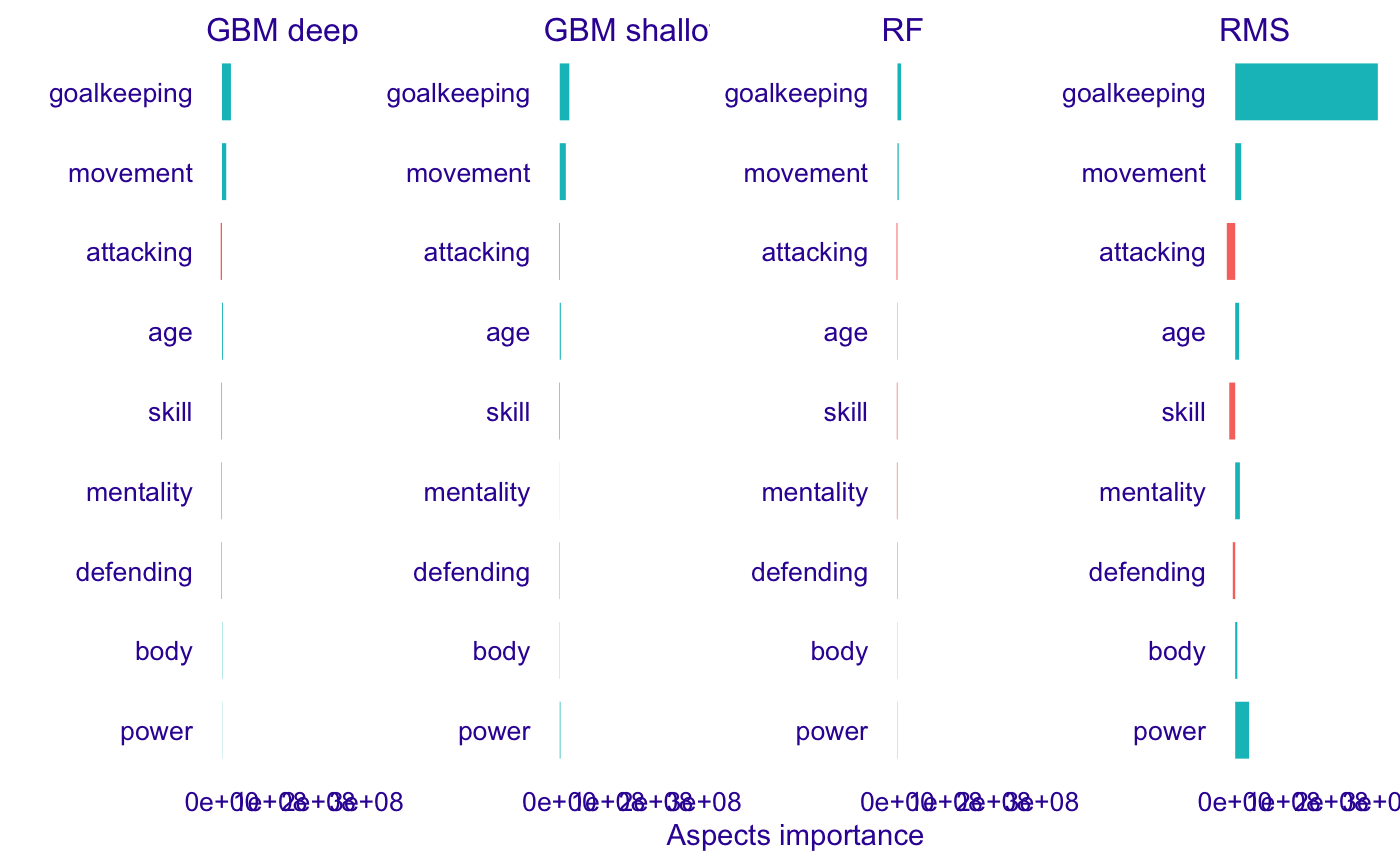 GBM deep GBM shallo RF RMS
goalkeeping goalkeeping goalkeeping goalkeeping
movement movement movement movement
attacking attacking attacking attacking
age age age age
skill skill skill skill
mentality mentality mentality mentality
defending defending defending defending
body body body body
power power power power
0e+00 1e+08 2e+08 3e+08 0e+00 1e+08 2e+08 3e+08 0e+00 1e+08 2e+08 3e+08 0e+00 1e+08 2e+08 3e+0
Aspects importance